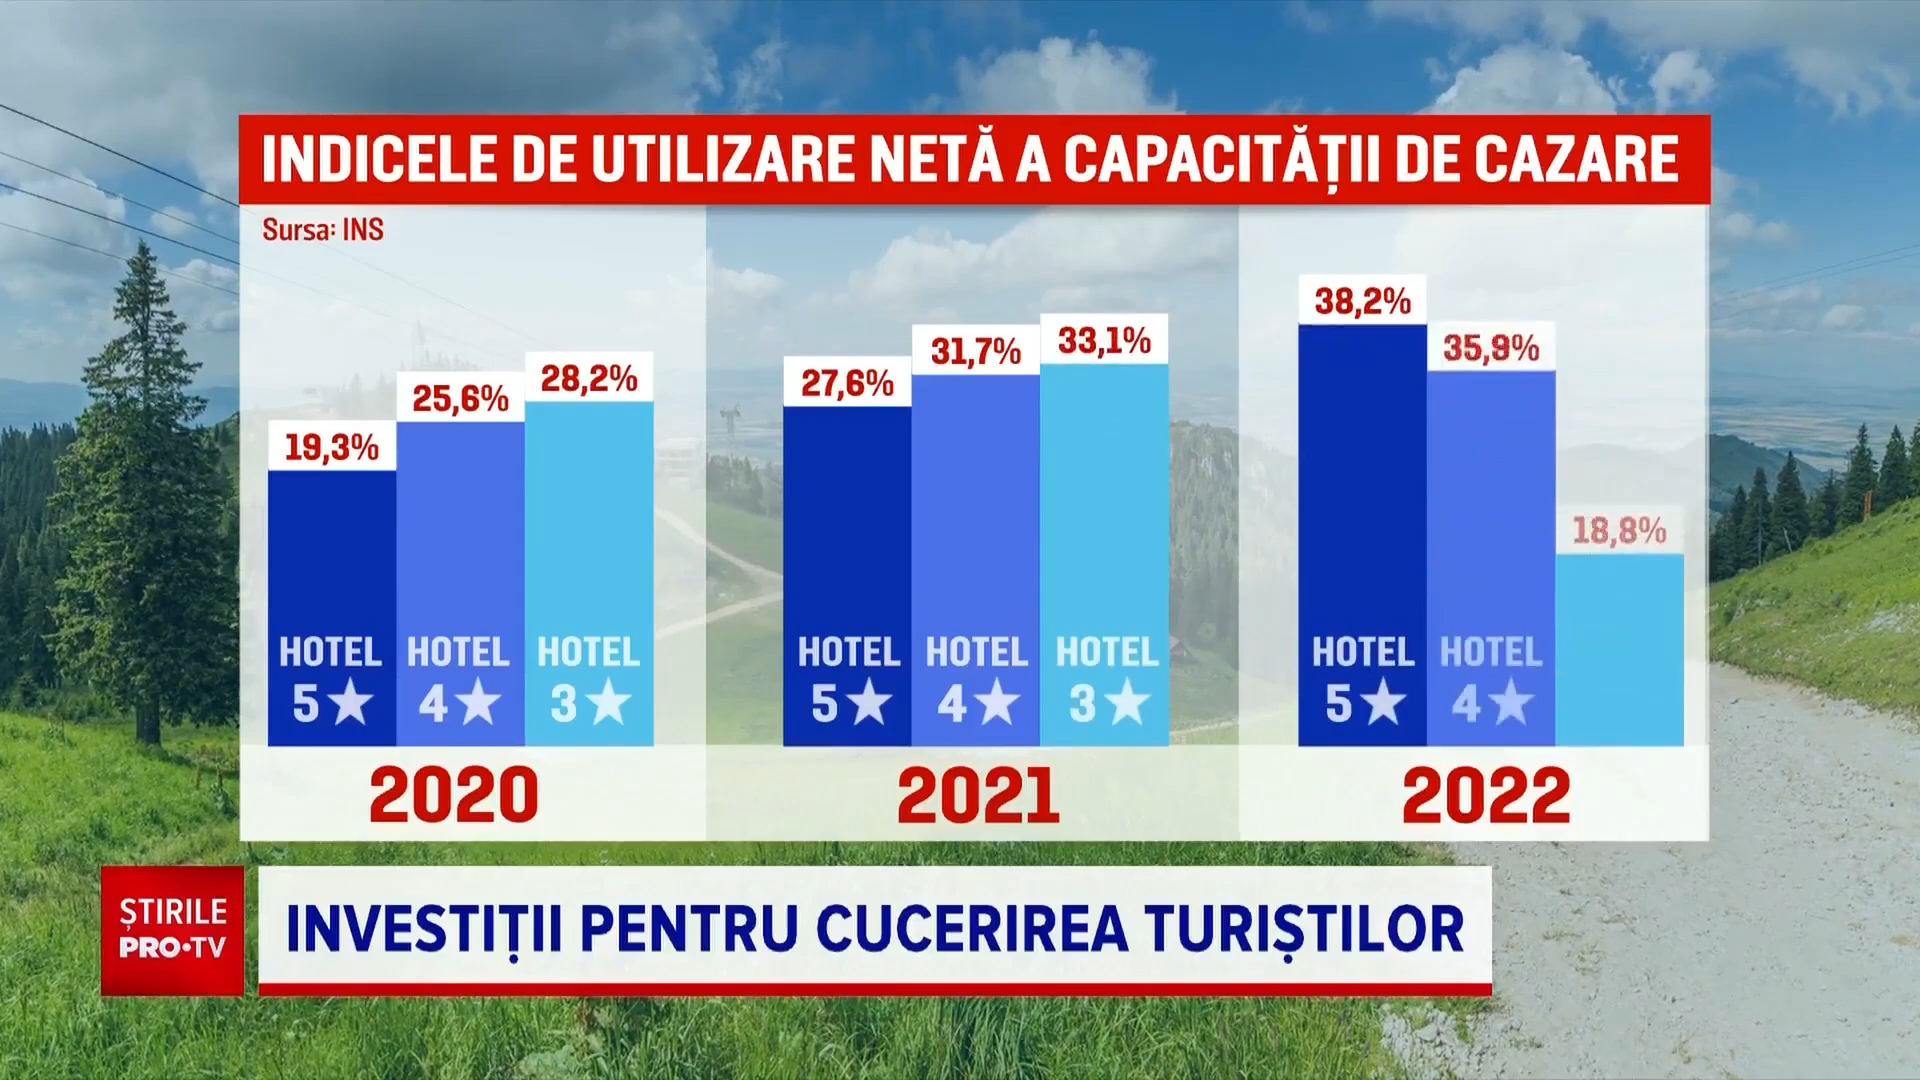 INDICELE DE UTILIZARE NETĂ A CAPACITĂȚII DE CAZARE
Sursa: INS
19,3%
25,6%
28,2%
HOTEL 5
HOTEL 4
HOTEL 3
2020
27,6%
31,7%
33,1%
HOTEL 5
HOTEL 4
HOTEL 3
2021
38,2%
35,9%
18,8%
HOTEL 5
HOTEL 4
2022
ȘTIRILE
PRO•TV
INVESTIȚII PENTRU CUCERIREA TURIȘTILOR